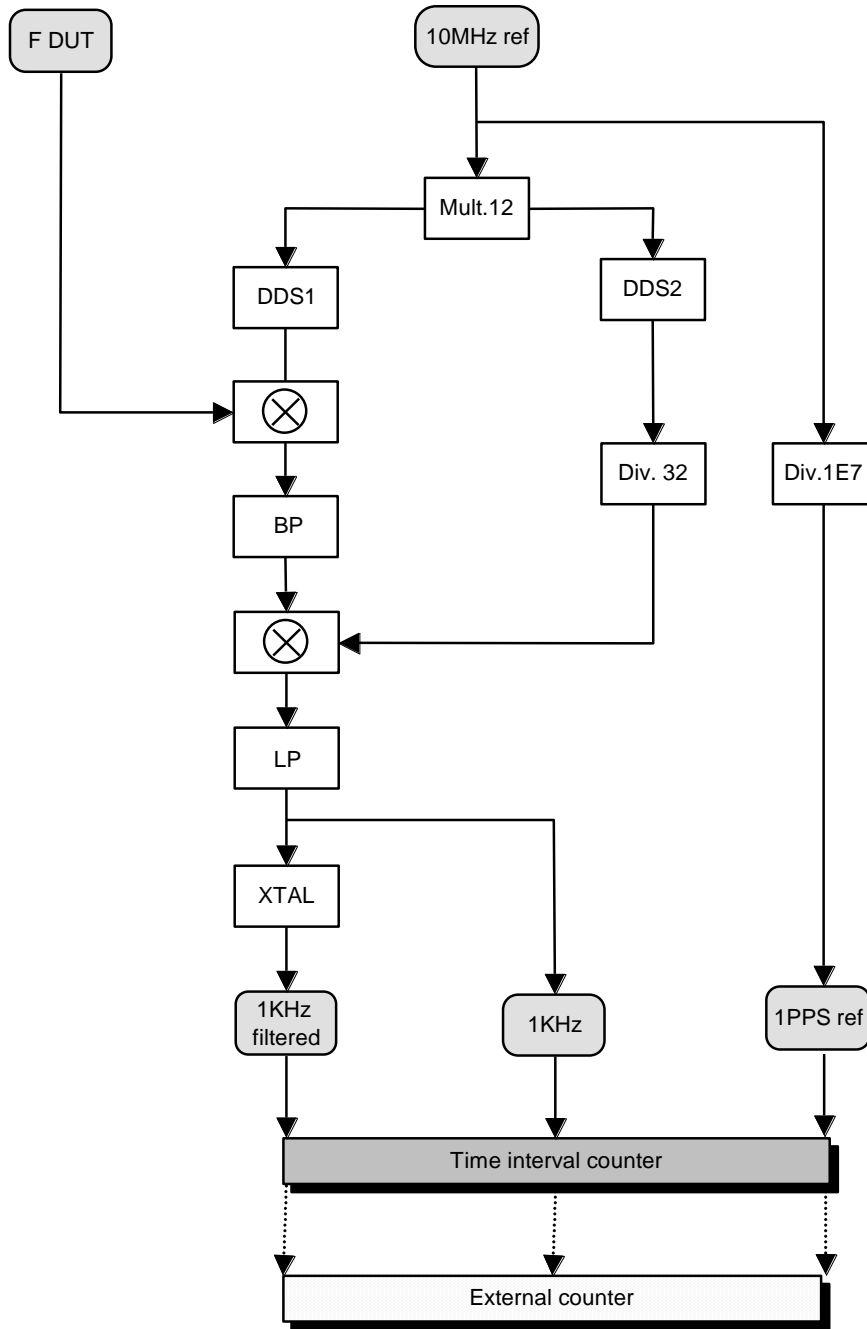 F DUT
10MHz ref
Mult.12
DDS1
DDS2
Div. 32
Div.1E7
BP
LP
XTAL
1KHz
filtered
1KHz
1PPS ref
Time interval counter
External counter